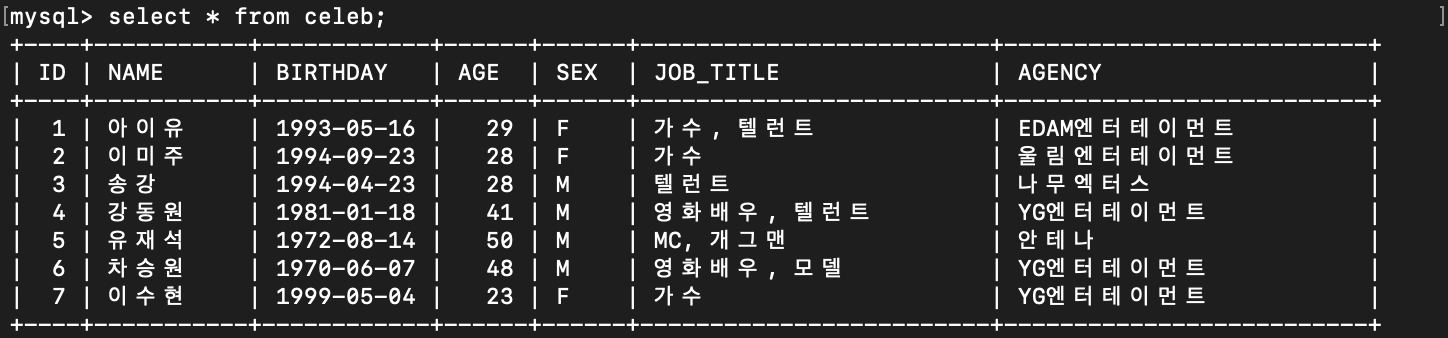 [mysql> select * from celeb; ]
+----+-----------+------------+------+------+-------------------------+--------------------------+
| ID | NAME | BIRTHDAY | AGE | SEX | JOB_TITLE | AGENCY |
+----+-----------+------------+------+------+-------------------------+--------------------------+
| 1 | 아이유 | 1993-05-16 | 29 | F | 가수, 텔런트 | EDAM엔터테이먼트 |
| 2 | 이미주 | 1994-09-23 | 28 | F | 가수 | 울림엔터테이먼트 |
| 3 | 송강 | 1994-04-23 | 28 | M | 텔런트 | 나무엑터스 |
| 4 | 강동원 | 1981-01-18 | 41 | M | 영화배우, 텔런트 | YG엔터테이먼트 |
| 5 | 유재석 | 1972-08-14 | 50 | M | MC, 개그맨 | 안테나 |
| 6 | 차승원 | 1970-06-07 | 48 | M | 영화배우, 모델 | YG엔터테이먼트 |
| 7 | 이수현 | 1999-05-04 | 23 | F | 가수 | YG엔터테이먼트 |
+----+-----------+------------+------+------+-------------------------+--------------------------+